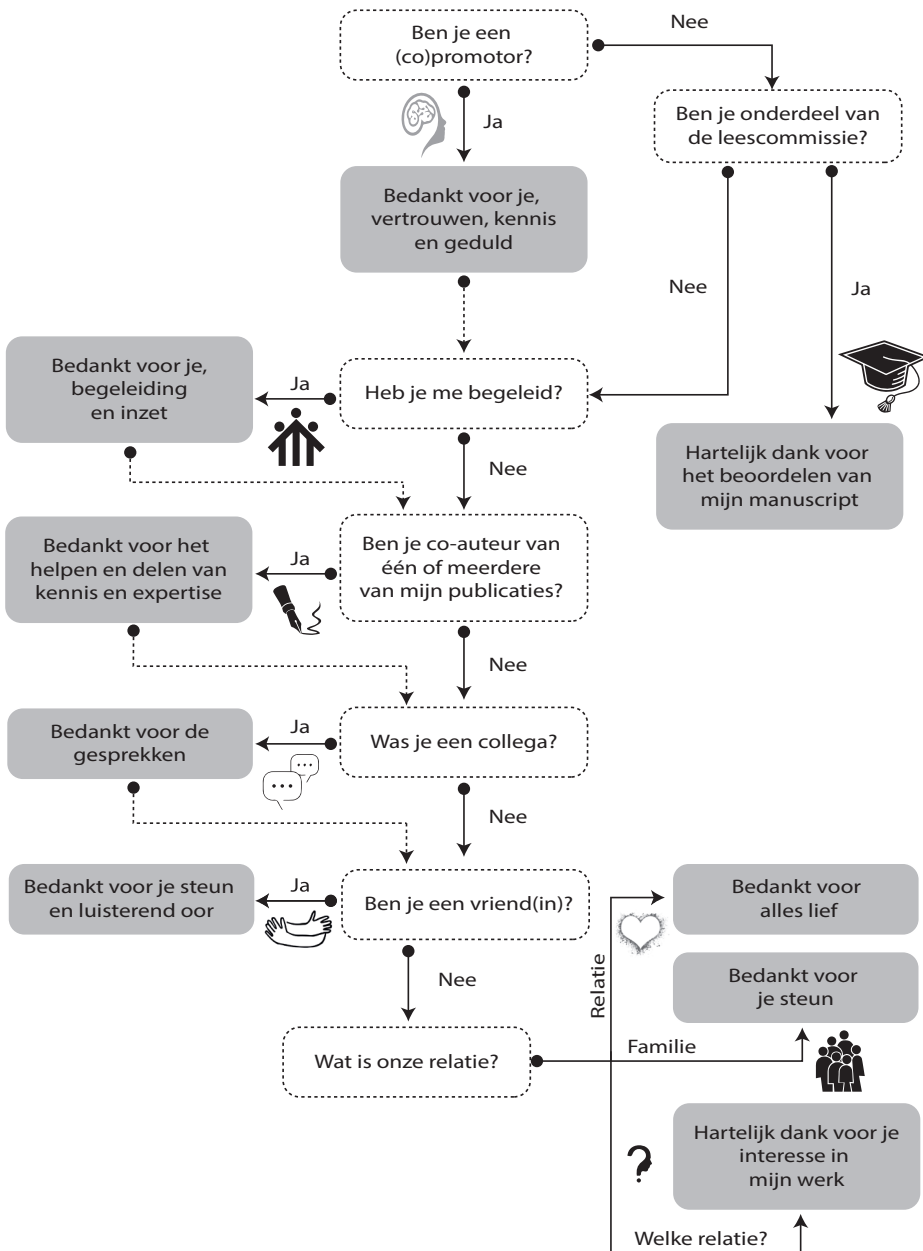 Ben je een
(co)promotor?
Nee
Ja
Ben je onderdeel van
de leescommissie?
Bedankt voor je,
vertrouwen, kennis
en geduld
Nee
Ja
Bedankt voor je,
begeleiding
en inzet
Ja
Heb je me begeleid?
Nee
Hartelijk dank voor
het beoordelen van
mijn manuscript
Bedankt voor het
helpen en delen van
kennis en expertise
Ja
Ben je co-auteur van
één of meerdere
van mijn publicaties?
Nee
Bedankt voor de
gesprekken
Ja
Was je een collega?
Nee
Bedankt voor je steun
en luisterend oor
Ja
Ben je een vriend(in)?
Nee
Wat is onze relatie?
Relatie
Bedankt voor
alles lief
Familie
Bedankt voor
je steun
Hartelijk dank voor je
interesse in
mijn werk
Welke relatie?